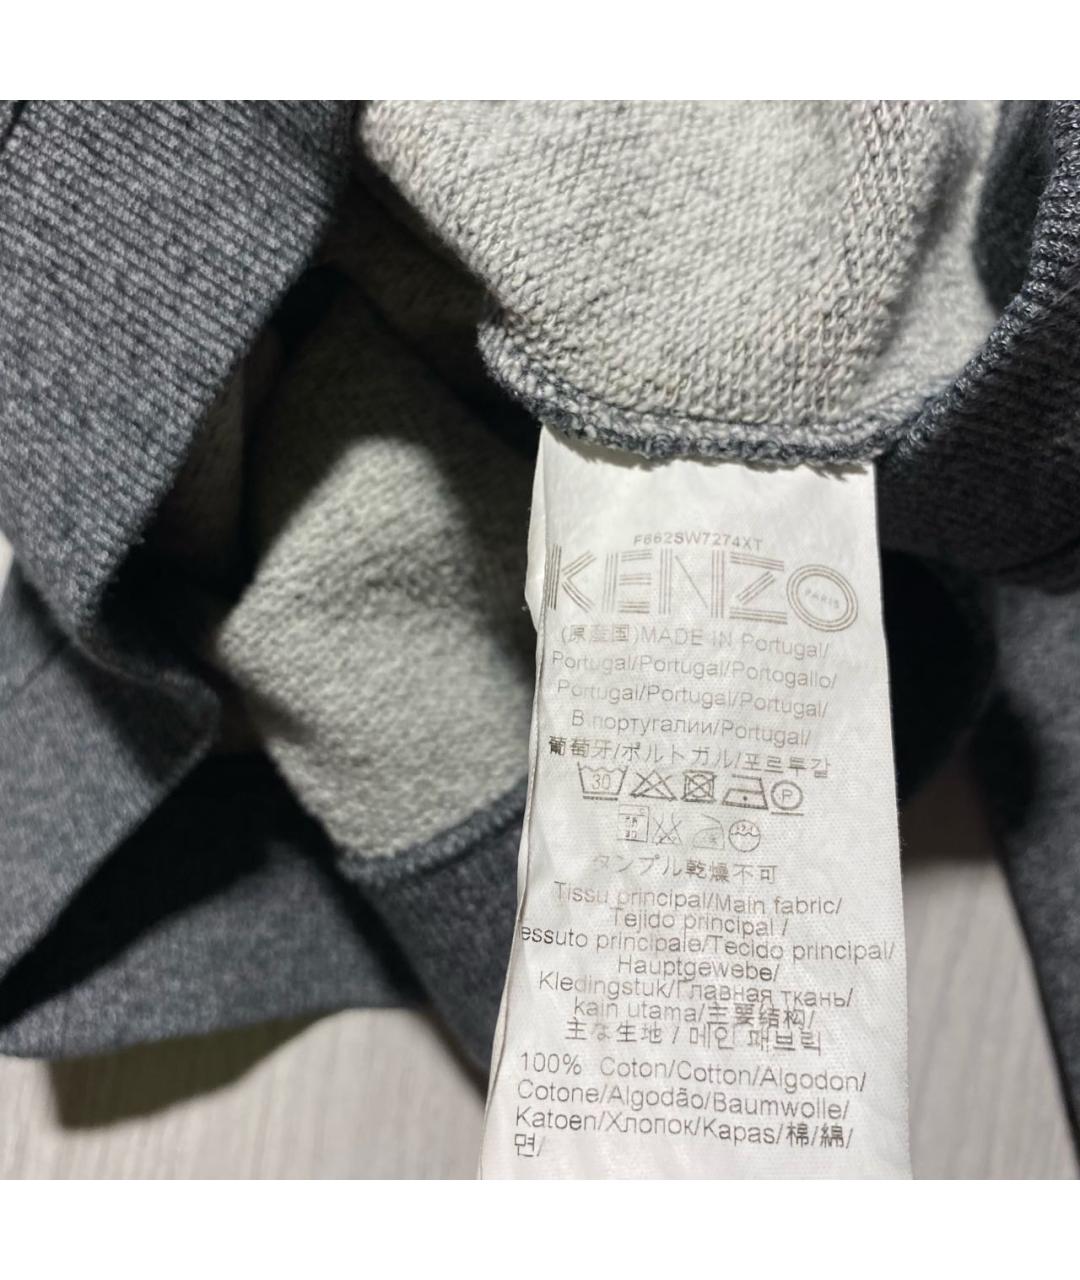 F662SW7274XT
KENZO
PARIS
(原産国)MADE IN Portugal/
Portugal/Portugal/Portogallo/
Portugal/Portugal/Portugal/
В португалии/Portugal/
葡萄牙/ポルトガル/포르투갈
30
P
タンブル乾燥不可
Tissu principal/Main fabric/
Tejido principal /
essuto principale/Tecido principal/
Hauptgewebe/
Kledingstuk/Главная ткань/
kain utama/主要结构/
主な生地 / 메인 패브릭
100% Coton/Cotton/Algodon/
Cotone/Algodão/Baumwolle/
Katoen/Хлопок/Kapas/棉/綿/
면/